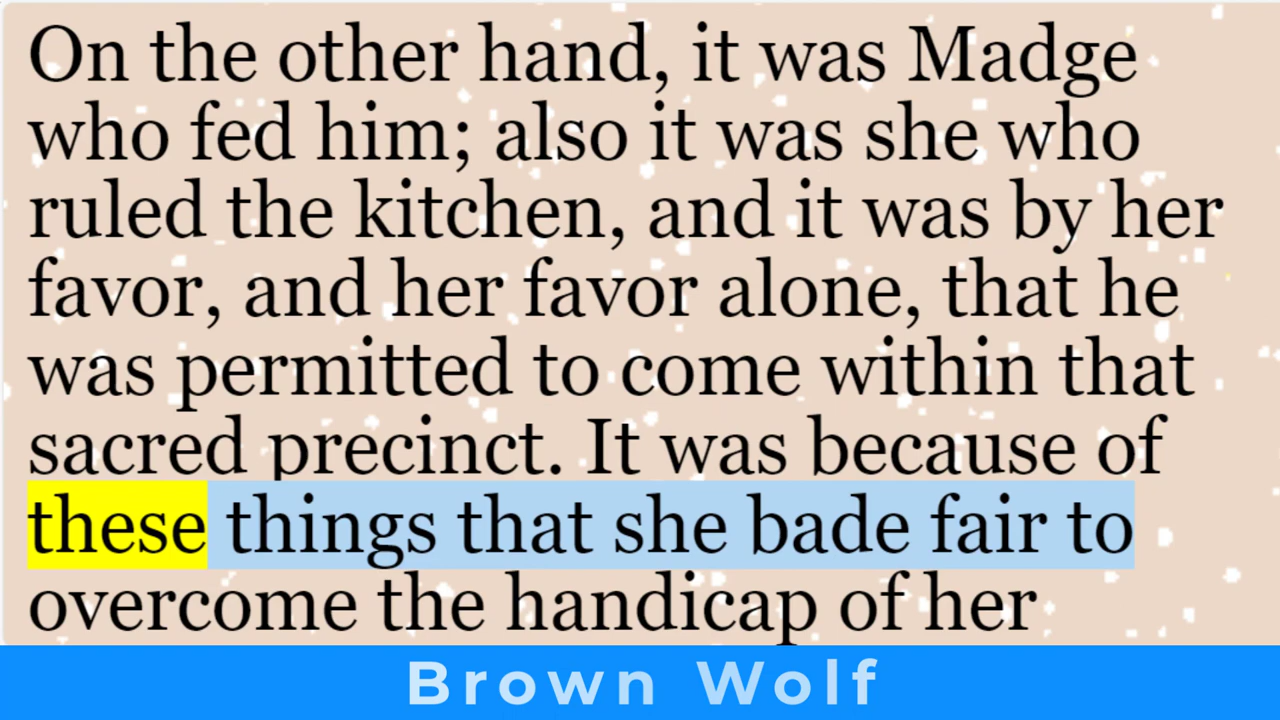 On the other hand, it was Madge
who fed him; also it was she who
ruled the kitchen, and it was by her
favor, and her favor alone, that he
was permitted to come within that
sacred precinct. It was because of
these things that she bade fair to
overcome the handicap of her
Brown Wolf